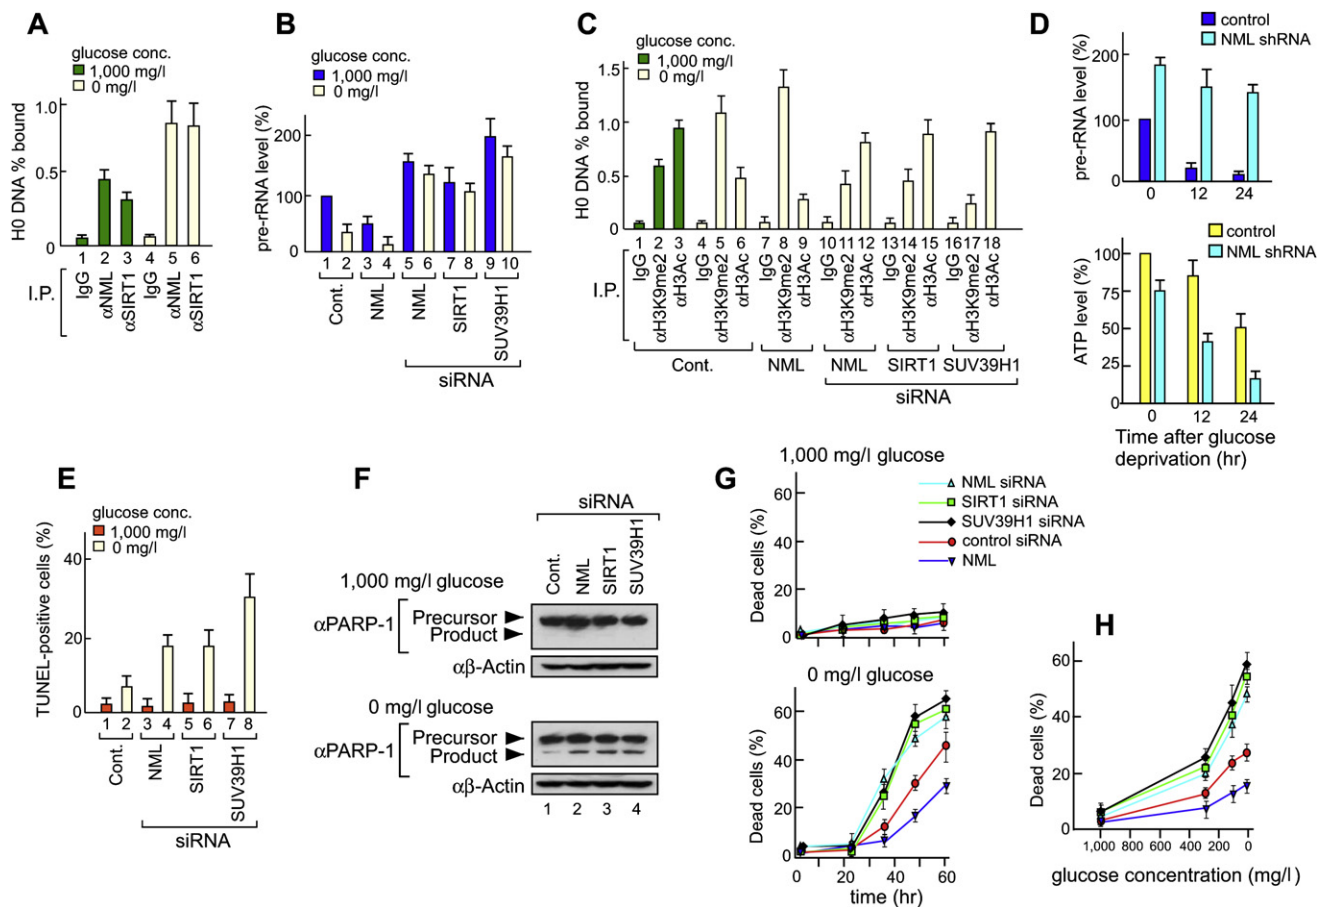 A
glucose conc.
1,000 mg/l
0 mg/l
H0 DNA % bound
1.0
0.5
0
1 2 3 4 5 6
I.P.
IgG
αNML
αSIRT1
IgG
αNML
αSIRT1
B
glucose conc.
1,000 mg/l
0 mg/l
pre-rRNA level (%)
200
100
0
1 2 3 4 5 6 7 8 9 10
Cont.
NML
NML
SIRT1
SUV39H1
siRNA
C
glucose conc.
1,000 mg/l
0 mg/l
H0 DNA % bound
1.5
1.0
0.5
0
1 2 3 4 5 6 7 8 9 10 11 12 13 14 15 16 17 18
I.P.
IgG
αH3K9me2
αH3Ac
IgG
αH3K9me2
αH3Ac
IgG
αH3K9me2
αH3Ac
IgG
αH3K9me2
αH3Ac
IgG
αH3K9me2
αH3Ac
IgG
αH3K9me2
αH3Ac
Cont. NML NML SIRT1 SUV39H1
siRNA
D
control
NML shRNA
pre-rRNA level (%)
200
100
0
0 12 24
control
NML shRNA
ATP level (%)
100
75
50
25
0
0 12 24
Time after glucose
deprivation (hr)
E
glucose conc.
1,000 mg/l
0 mg/l
TUNEL-positive cells (%)
40
20
0
1 2 3 4 5 6 7 8
Cont.
NML
SIRT1
SUV39H1
siRNA
F
siRNA
Cont.
NML
SIRT1
SUV39H1
1,000 mg/l glucose
αPARP-1
Precursor
Product
αβ-Actin
0 mg/l glucose
αPARP-1
Precursor
Product
αβ-Actin
1 2 3 4
G
1,000 mg/l glucose
NML siRNA
SIRT1 siRNA
SUV39H1 siRNA
control siRNA
NML
Dead cells (%)
60
40
20
0
0 mg/l glucose
Dead cells (%)
60
40
20
0
0 20 40 60
time (hr)
H
Dead cells (%)
60
40
20
0
1,000 800 600 400 200 0
glucose concentration (mg/l)